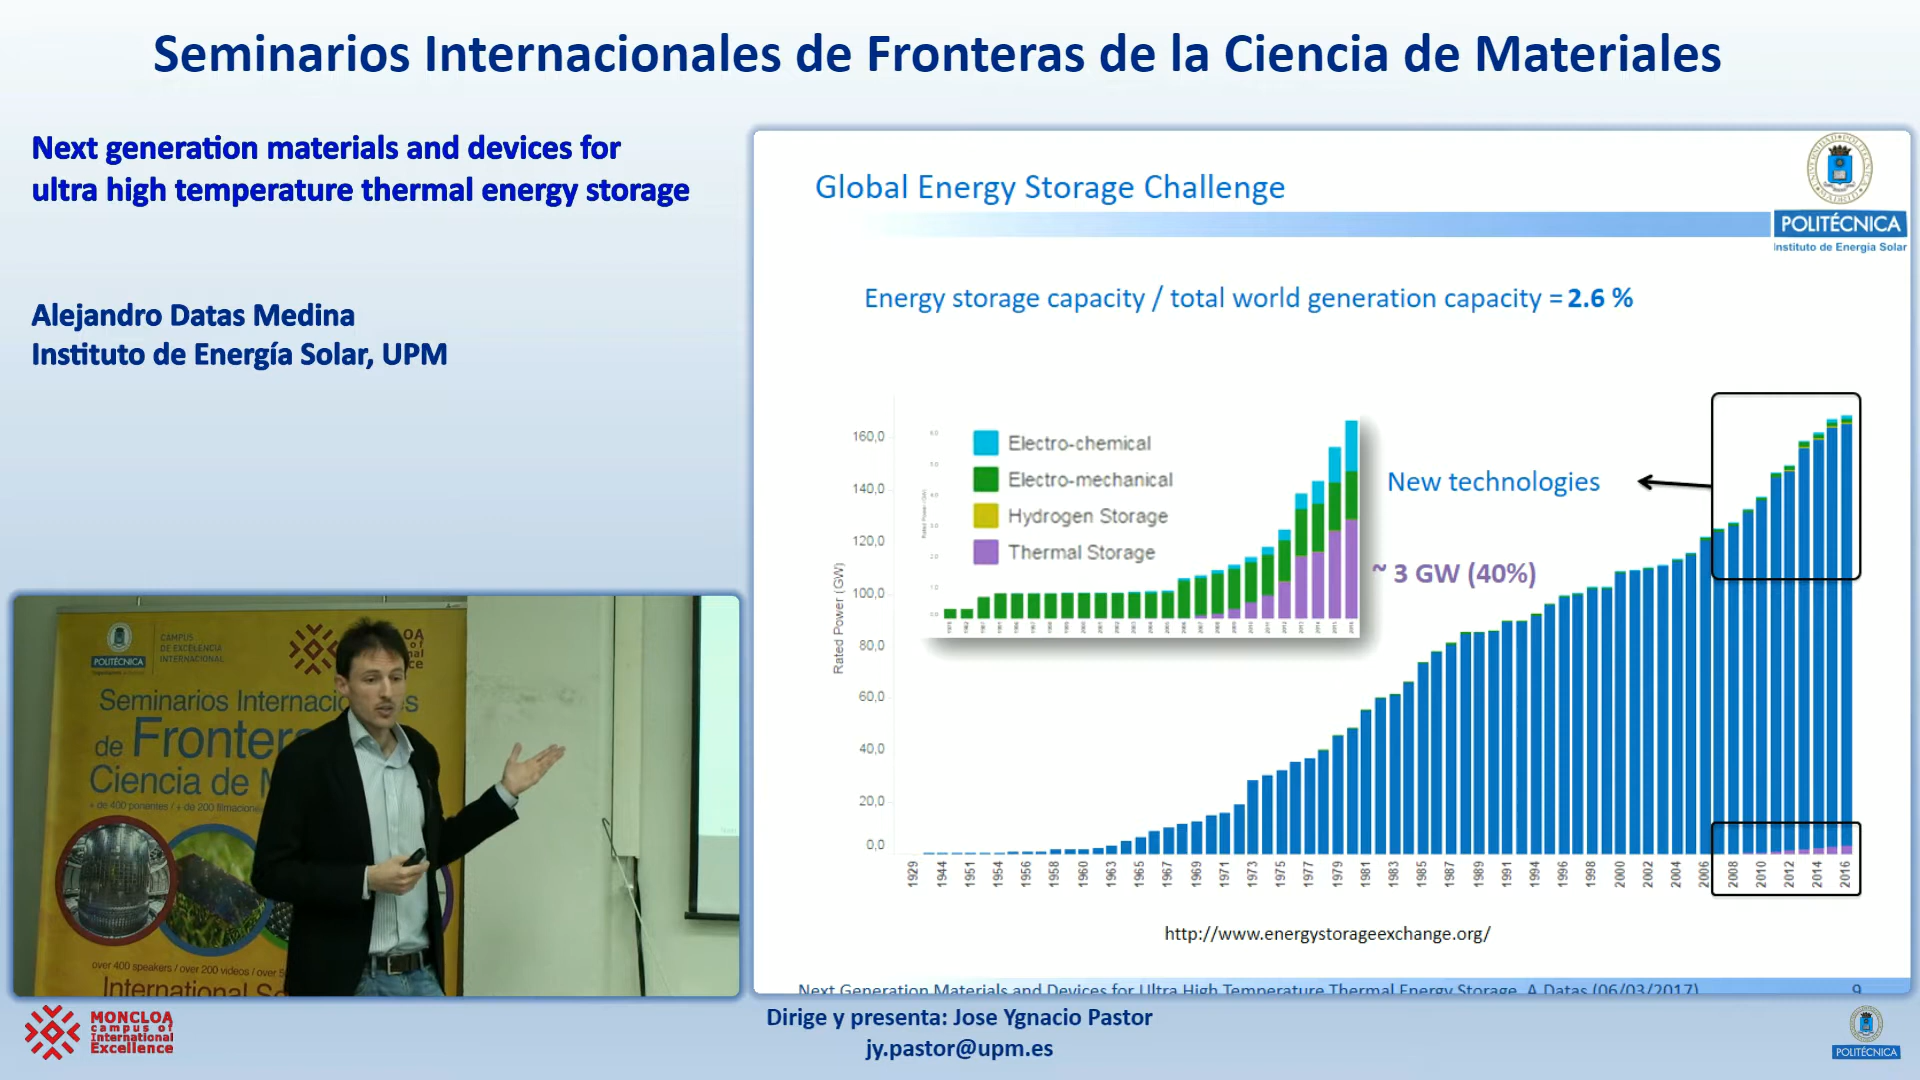 Seminarios Internacionales de Fronteras de la Ciencia de Materiales
Next generation materials and devices for
ultra high temperature thermal energy storage
Alejandro Datas Medina
Instituto de Energía Solar, UPM
Global Energy Storage Challenge
POLITÉCNICA
Instituto de Energía Solar
Energy storage capacity / total world generation capacity = 2.6 %
160,0
140,0
120,0
100,0
80,0
60,0
40,0
20,0
0,0
Rated Power (GW)
Electro-chemical
Electro-mechanical
Hydrogen Storage
Thermal Storage
New technologies
~ 3 GW (40%)
1929 1944 1951 1954 1956 1958 1960 1963 1965 1967 1969 1971 1973 1975 1977 1979 1981 1983 1985 1987 1989 1991 1994 1996 1998 2000 2002 2004 2006 2008 2010 2012 2014 2016
http://www.energystorageexchange.org/
Next Generation Materials and Devices for Ultra High Temperature Thermal Energy Storage, A.Datas (06/03/2017) 9
POLITÉCNICA
CAMPUS
DE EXCELENCIA
INTERNACIONAL
Seminarios Internacionales
de Fronteras
Ciencia de M
+ de 400 ponentes / + de 200 filmaciones
over 400 speakers / over 200 videos / over 5
International Se
MONCLOA
campus of
International
Excellence
Dirige y presenta: Jose Ygnacio Pastor
jy.pastor@upm.es
POLITÉCNICA